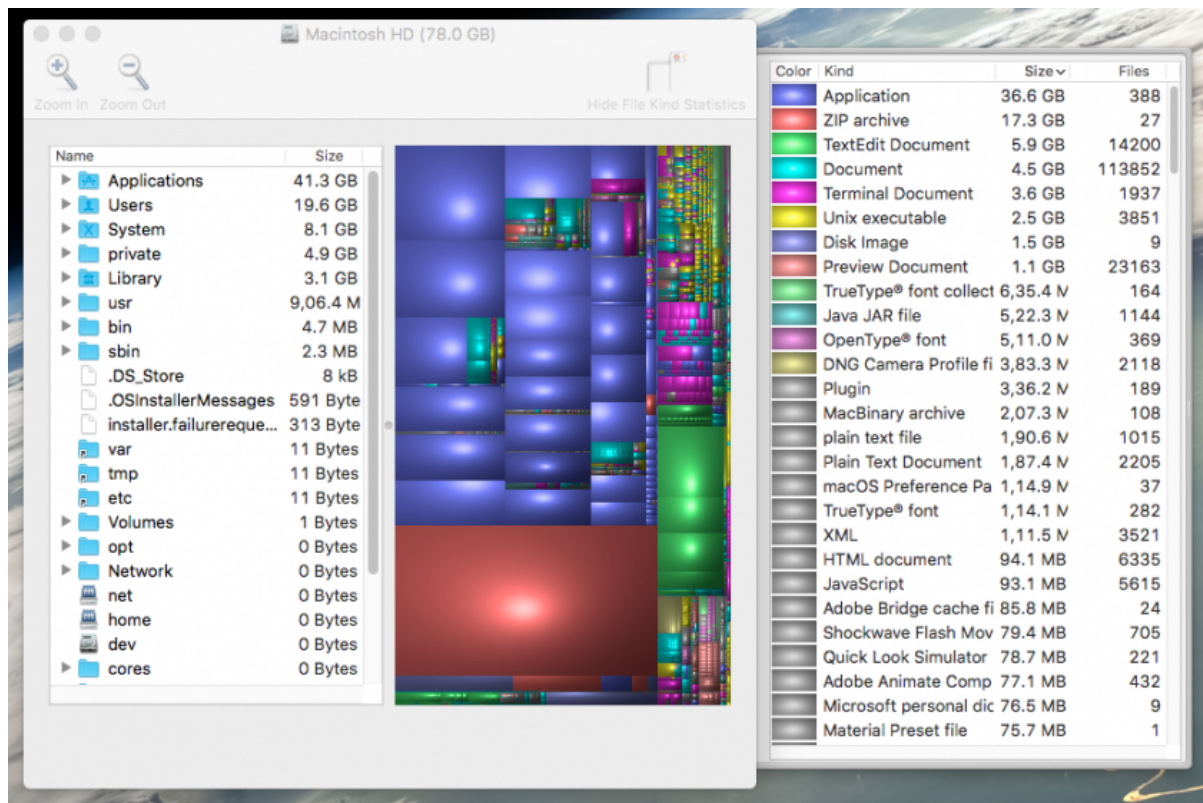 Macintosh HD (78.0 GB)
Zoom In Zoom Out
Hide File Kind Statistics
Name Size
Applications 41.3 GB
Users 19.6 GB
System 8.1 GB
private 4.9 GB
Library 3.1 GB
usr 9,06.4 M
bin 4.7 MB
sbin 2.3 MB
.DS_Store 8 kB
.OSInstallerMessages 591 Byte
installer.failurereque... 313 Byte
var 11 Bytes
tmp 11 Bytes
etc 11 Bytes
Volumes 1 Bytes
opt 0 Bytes
Network 0 Bytes
net 0 Bytes
home 0 Bytes
dev 0 Bytes
cores 0 Bytes
Color Kind Size Files
Application 36.6 GB 388
ZIP archive 17.3 GB 27
TextEdit Document 5.9 GB 14200
Document 4.5 GB 113852
Terminal Document 3.6 GB 1937
Unix executable 2.5 GB 3851
Disk Image 1.5 GB 9
Preview Document 1.1 GB 23163
TrueType® font collect 6,35.4 M 164
Java JAR file 5,22.3 M 1144
OpenType® font 5,11.0 M 369
DNG Camera Profile fi 3,83.3 M 2118
Plugin 3,36.2 M 189
MacBinary archive 2,07.3 M 108
plain text file 1,90.6 M 1015
Plain Text Document 1,87.4 M 2205
macOS Preference Pa 1,14.9 M 37
TrueType® font 1,14.1 M 282
XML 1,11.5 M 3521
HTML document 94.1 MB 6335
JavaScript 93.1 MB 5615
Adobe Bridge cache fi 85.8 MB 24
Shockwave Flash Mov 79.4 MB 705
Quick Look Simulator 78.7 MB 221
Adobe Animate Comp 77.1 MB 432
Microsoft personal dic 76.5 MB 9
Material Preset file 75.7 MB 1